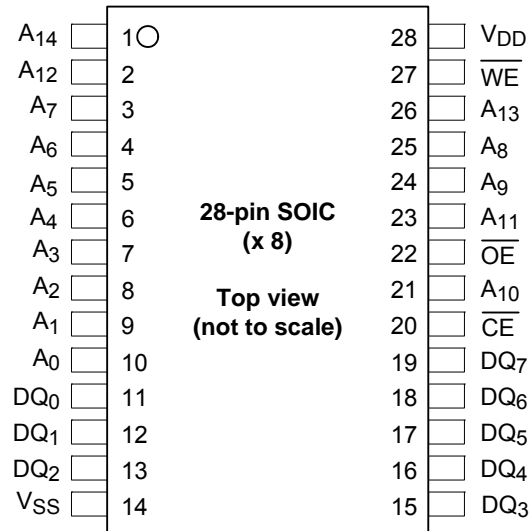 A14 1 28 VDD
A12 2 27 W̅E̅
A7 3 26 A13
A6 4 25 A8
A5 5 24 A9
A4 6 23 A11
28-pin SOIC
(x 8)
A3 7 22 O̅E̅
A2 8 21 A10
Top view
(not to scale)
A1 9 20 C̅E̅
A0 10 19 DQ7
DQ0 11 18 DQ6
DQ1 12 17 DQ5
DQ2 13 16 DQ4
VSS 14 15 DQ3